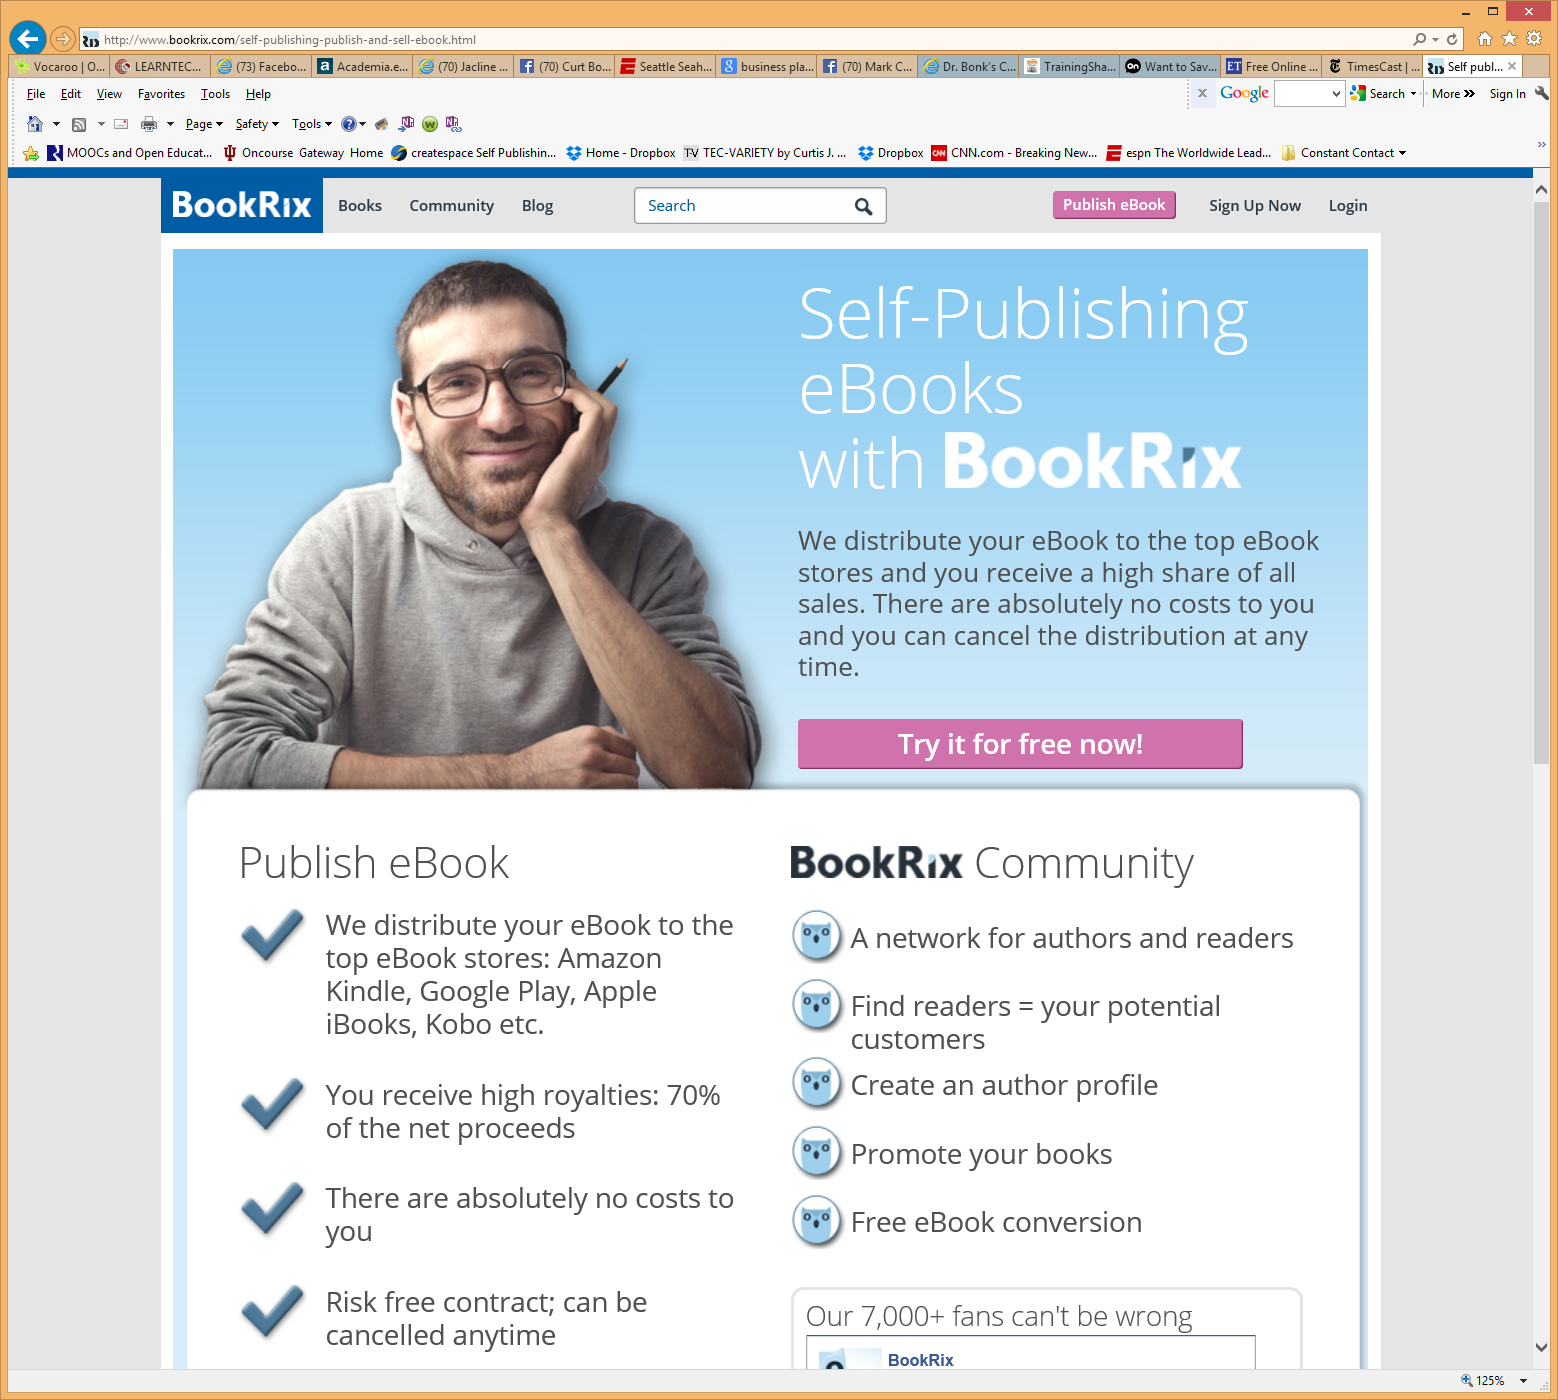 http://www.bookrix.com/self-publishing-publish-and-sell-ebook.html
Vocaroo | O... LEARNTEC... (73) Facebo... Academia.e... (70) Jacline ... (70) Curt Bo... Seattle Seah... business pla... (70) Mark C... Dr. Bonk's C... TrainingSha... Want to Sav... Free Online ... TimesCast | ... Self publ...
File Edit View Favorites Tools Help
x Google Search More » Sign In
Page Safety Tools
MOOCs and Open Educat... Oncourse Gateway Home createspace Self Publishin... Home - Dropbox TEC-VARIETY by Curtis J. ... Dropbox CNN.com - Breaking New... espn The Worldwide Lead... Constant Contact
BookRix Books Community Blog Search Publish eBook Sign Up Now Login
Self-Publishing
eBooks
with BookRix
We distribute your eBook to the top eBook
stores and you receive a high share of all
sales. There are absolutely no costs to you
and you can cancel the distribution at any
time.
Try it for free now!
Publish eBook
We distribute your eBook to the
top eBook stores: Amazon
Kindle, Google Play, Apple
iBooks, Kobo etc.
You receive high royalties: 70%
of the net proceeds
There are absolutely no costs to
you
Risk free contract; can be
cancelled anytime
BookRix Community
A network for authors and readers
Find readers = your potential
customers
Create an author profile
Promote your books
Free eBook conversion
Our 7,000+ fans can't be wrong
BookRix
125%